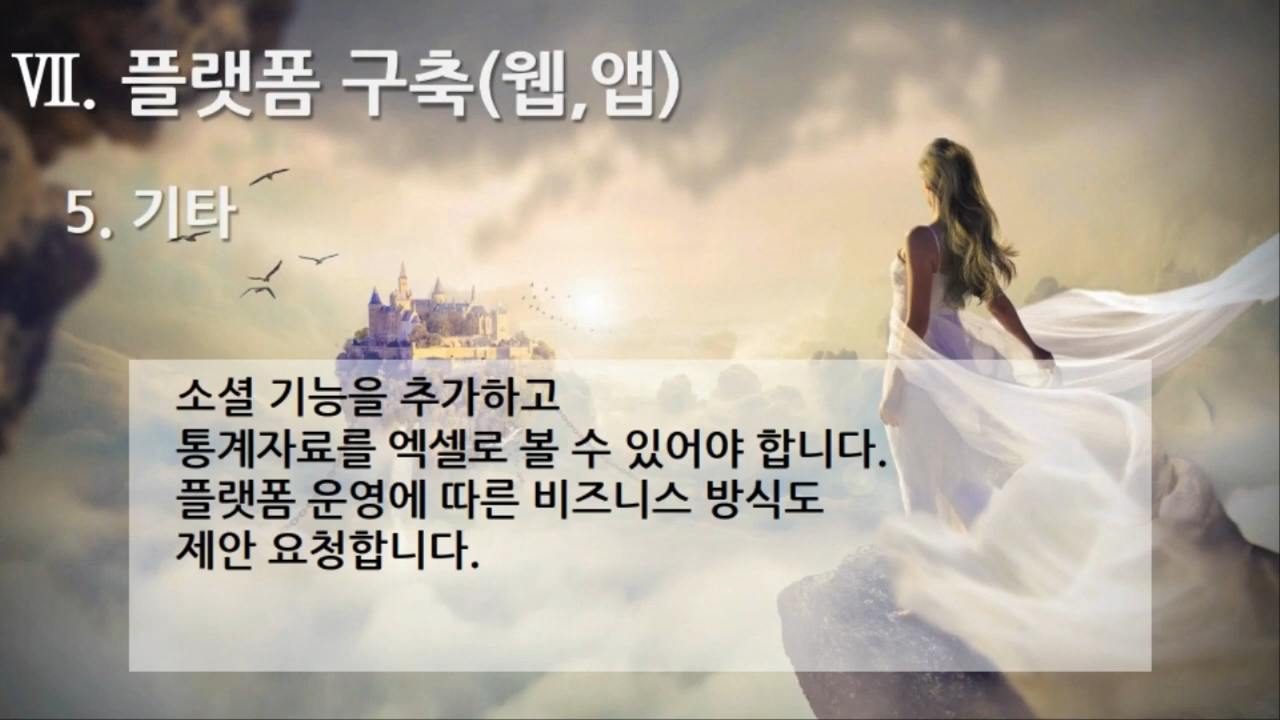 Ⅶ. 플랫폼 구축(웹,앱)
5. 기타
소셜 기능을 추가하고
통계자료를 엑셀로 볼 수 있어야 합니다.
플랫폼 운영에 따른 비즈니스 방식도
제안 요청합니다.